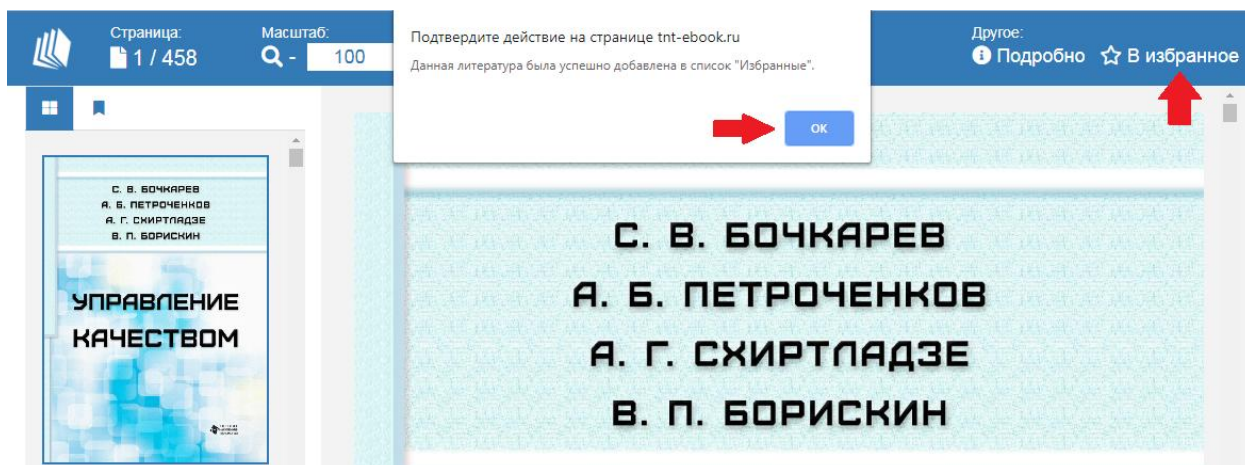 Страница:
1 / 458
Масштаб:
- 100
Подтвердите действие на странице tnt-ebook.ru
Данная литература была успешно добавлена в список "Избранные".
ОК
Другое:
Подробно
В избранное
С. В. БОЧКАРЕВ
А. Б. ПЕТРОЧЕНКОВ
А. Г. СХИРТЛАДЗЕ
В. П. БОРИСКИН
УПРАВЛЕНИЕ
КАЧЕСТВОМ
С. В. БОЧКАРЕВ
А. Б. ПЕТРОЧЕНКОВ
А. Г. СХИРТЛАДЗЕ
В. П. БОРИСКИН